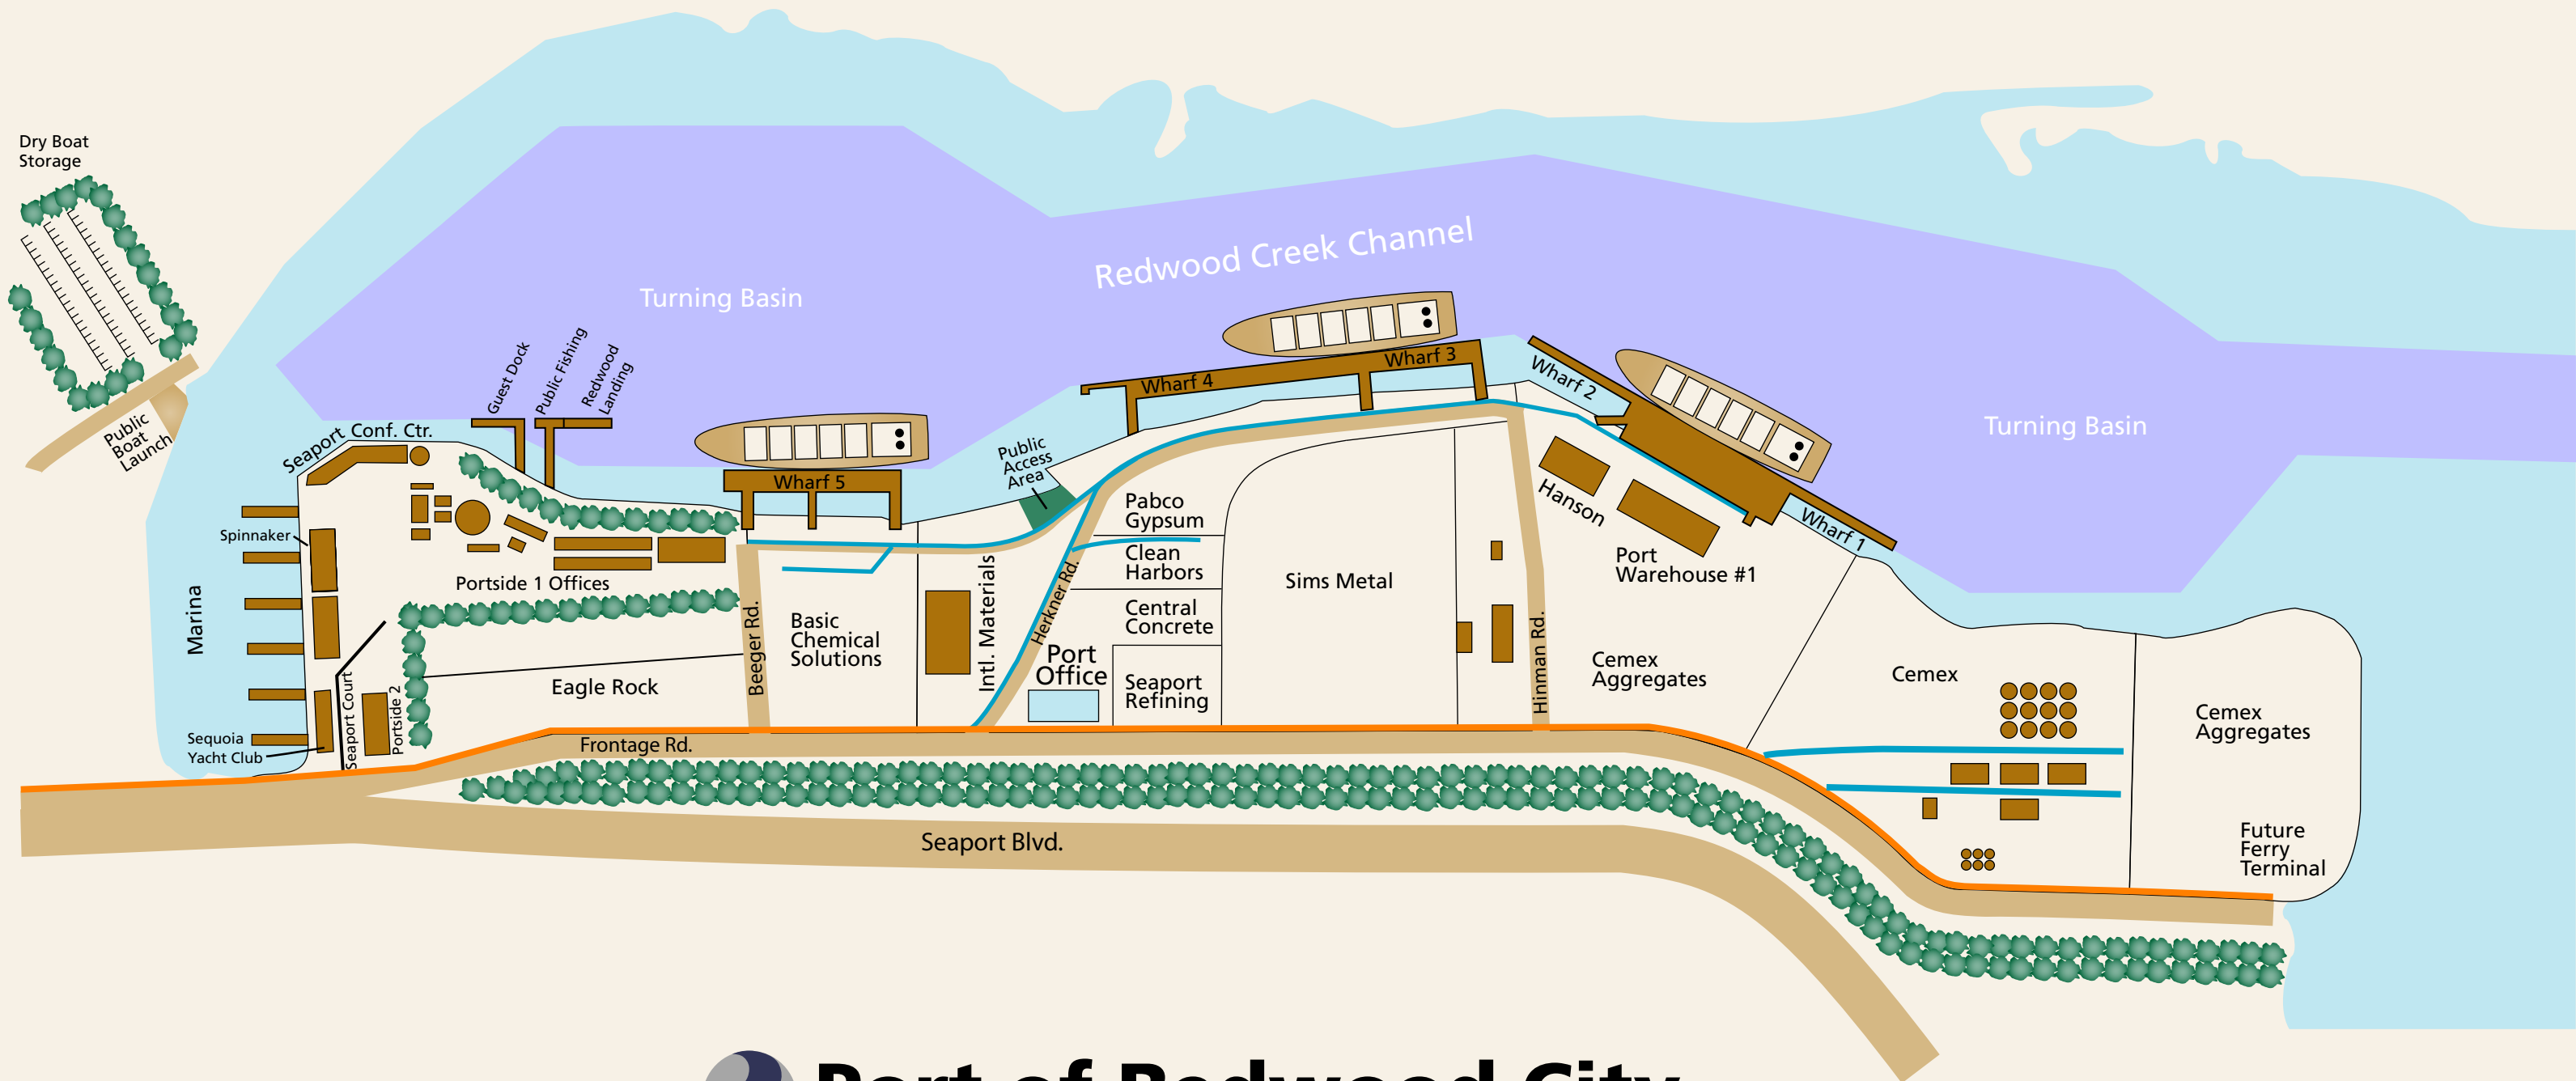 Dry Boat
Storage
Public
Boat
Launch
Redwood Creek Channel
Turning Basin
Turning Basin
Guest Dock
Public Fishing
Redwood
Landing
Seaport Conf. Ctr.
Wharf 5
Wharf 4
Wharf 3
Wharf 2
Wharf 1
Public
Access
Area
Spinnaker
Marina
Portside 1 Offices
Sequoia
Yacht Club
Seaport Court
Portside 2
Eagle Rock
Beeger Rd.
Basic
Chemical
Solutions
Intl. Materials
Herkner Rd.
Port
Office
Pabco
Gypsum
Clean
Harbors
Central
Concrete
Seaport
Refining
Sims Metal
Hinman Rd.
Hanson
Port
Warehouse #1
Cemex
Aggregates
Cemex
Cemex
Aggregates
Future
Ferry
Terminal
Frontage Rd.
Seaport Blvd.
Port of Redwood City